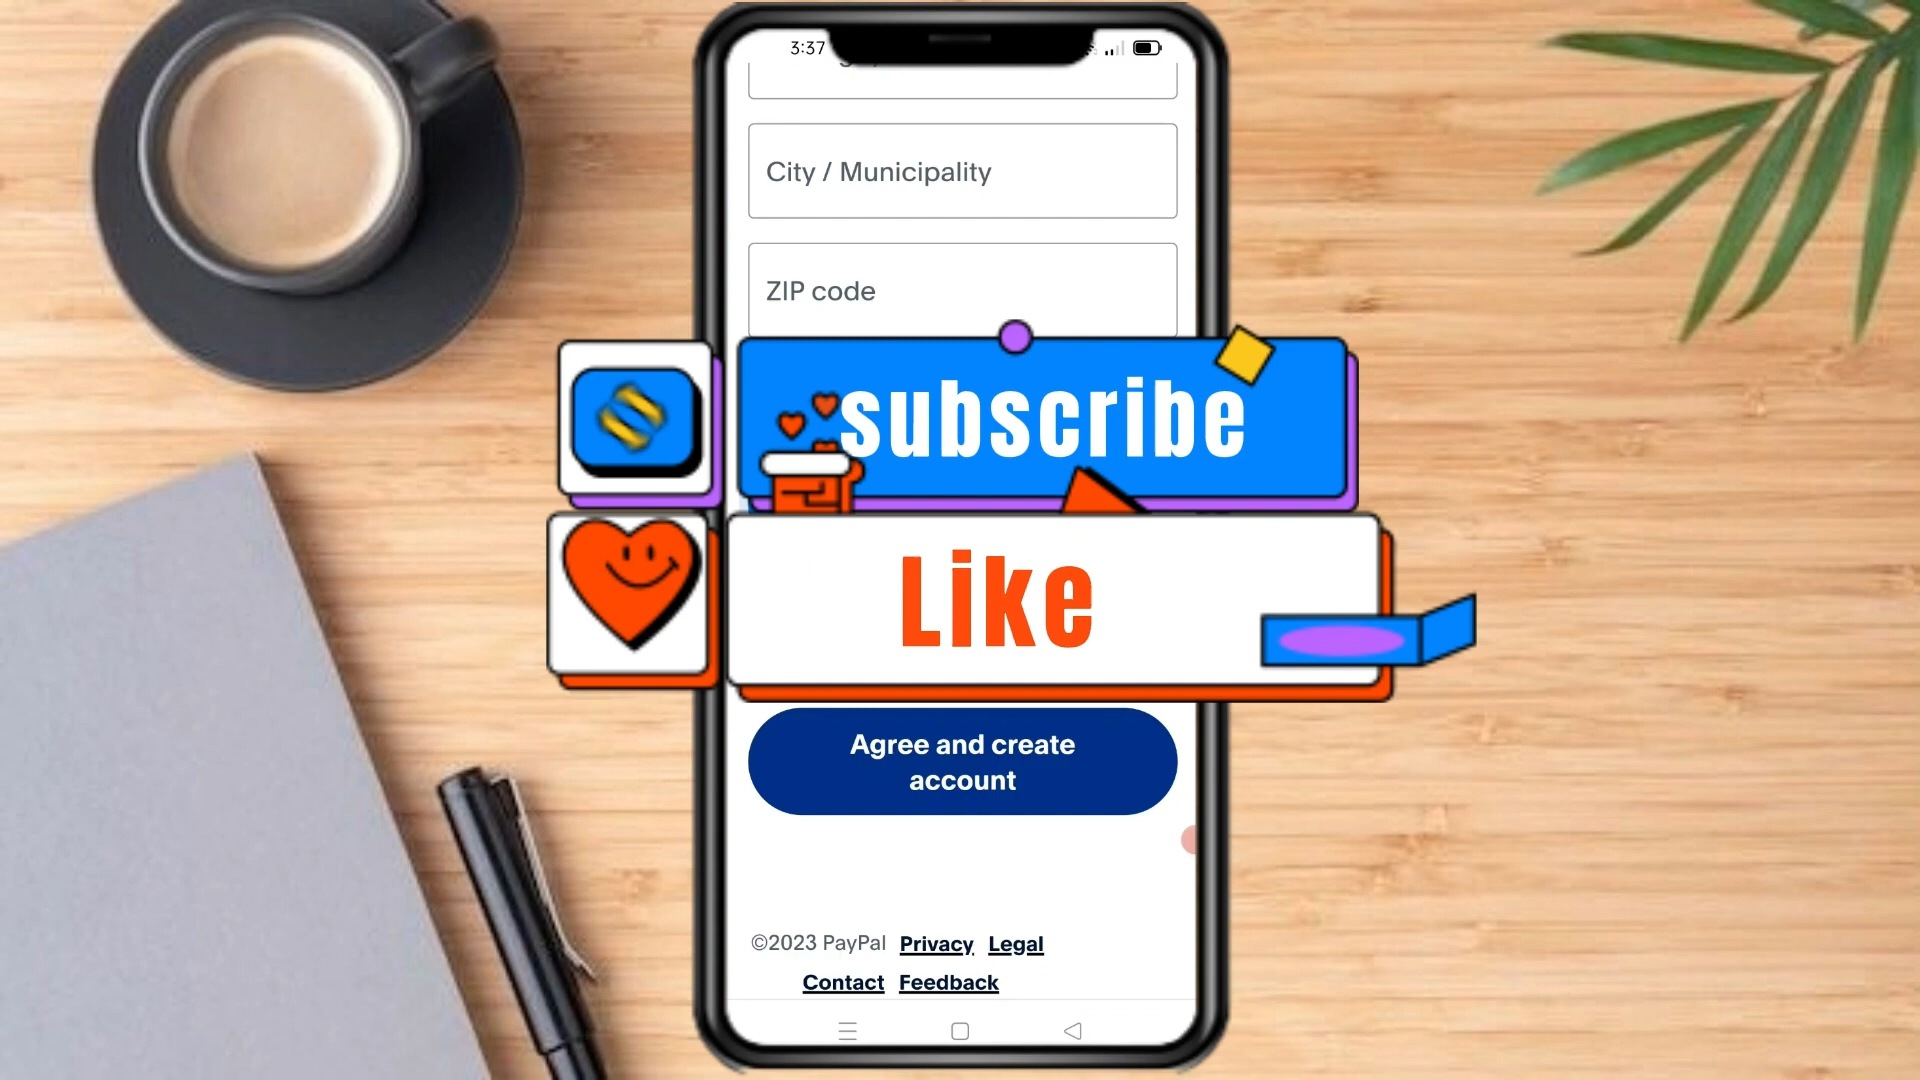 3:37
City / Municipality
ZIP code
subscribe
Like
Agree and create
account
©2023 PayPal Privacy Legal
Contact Feedback